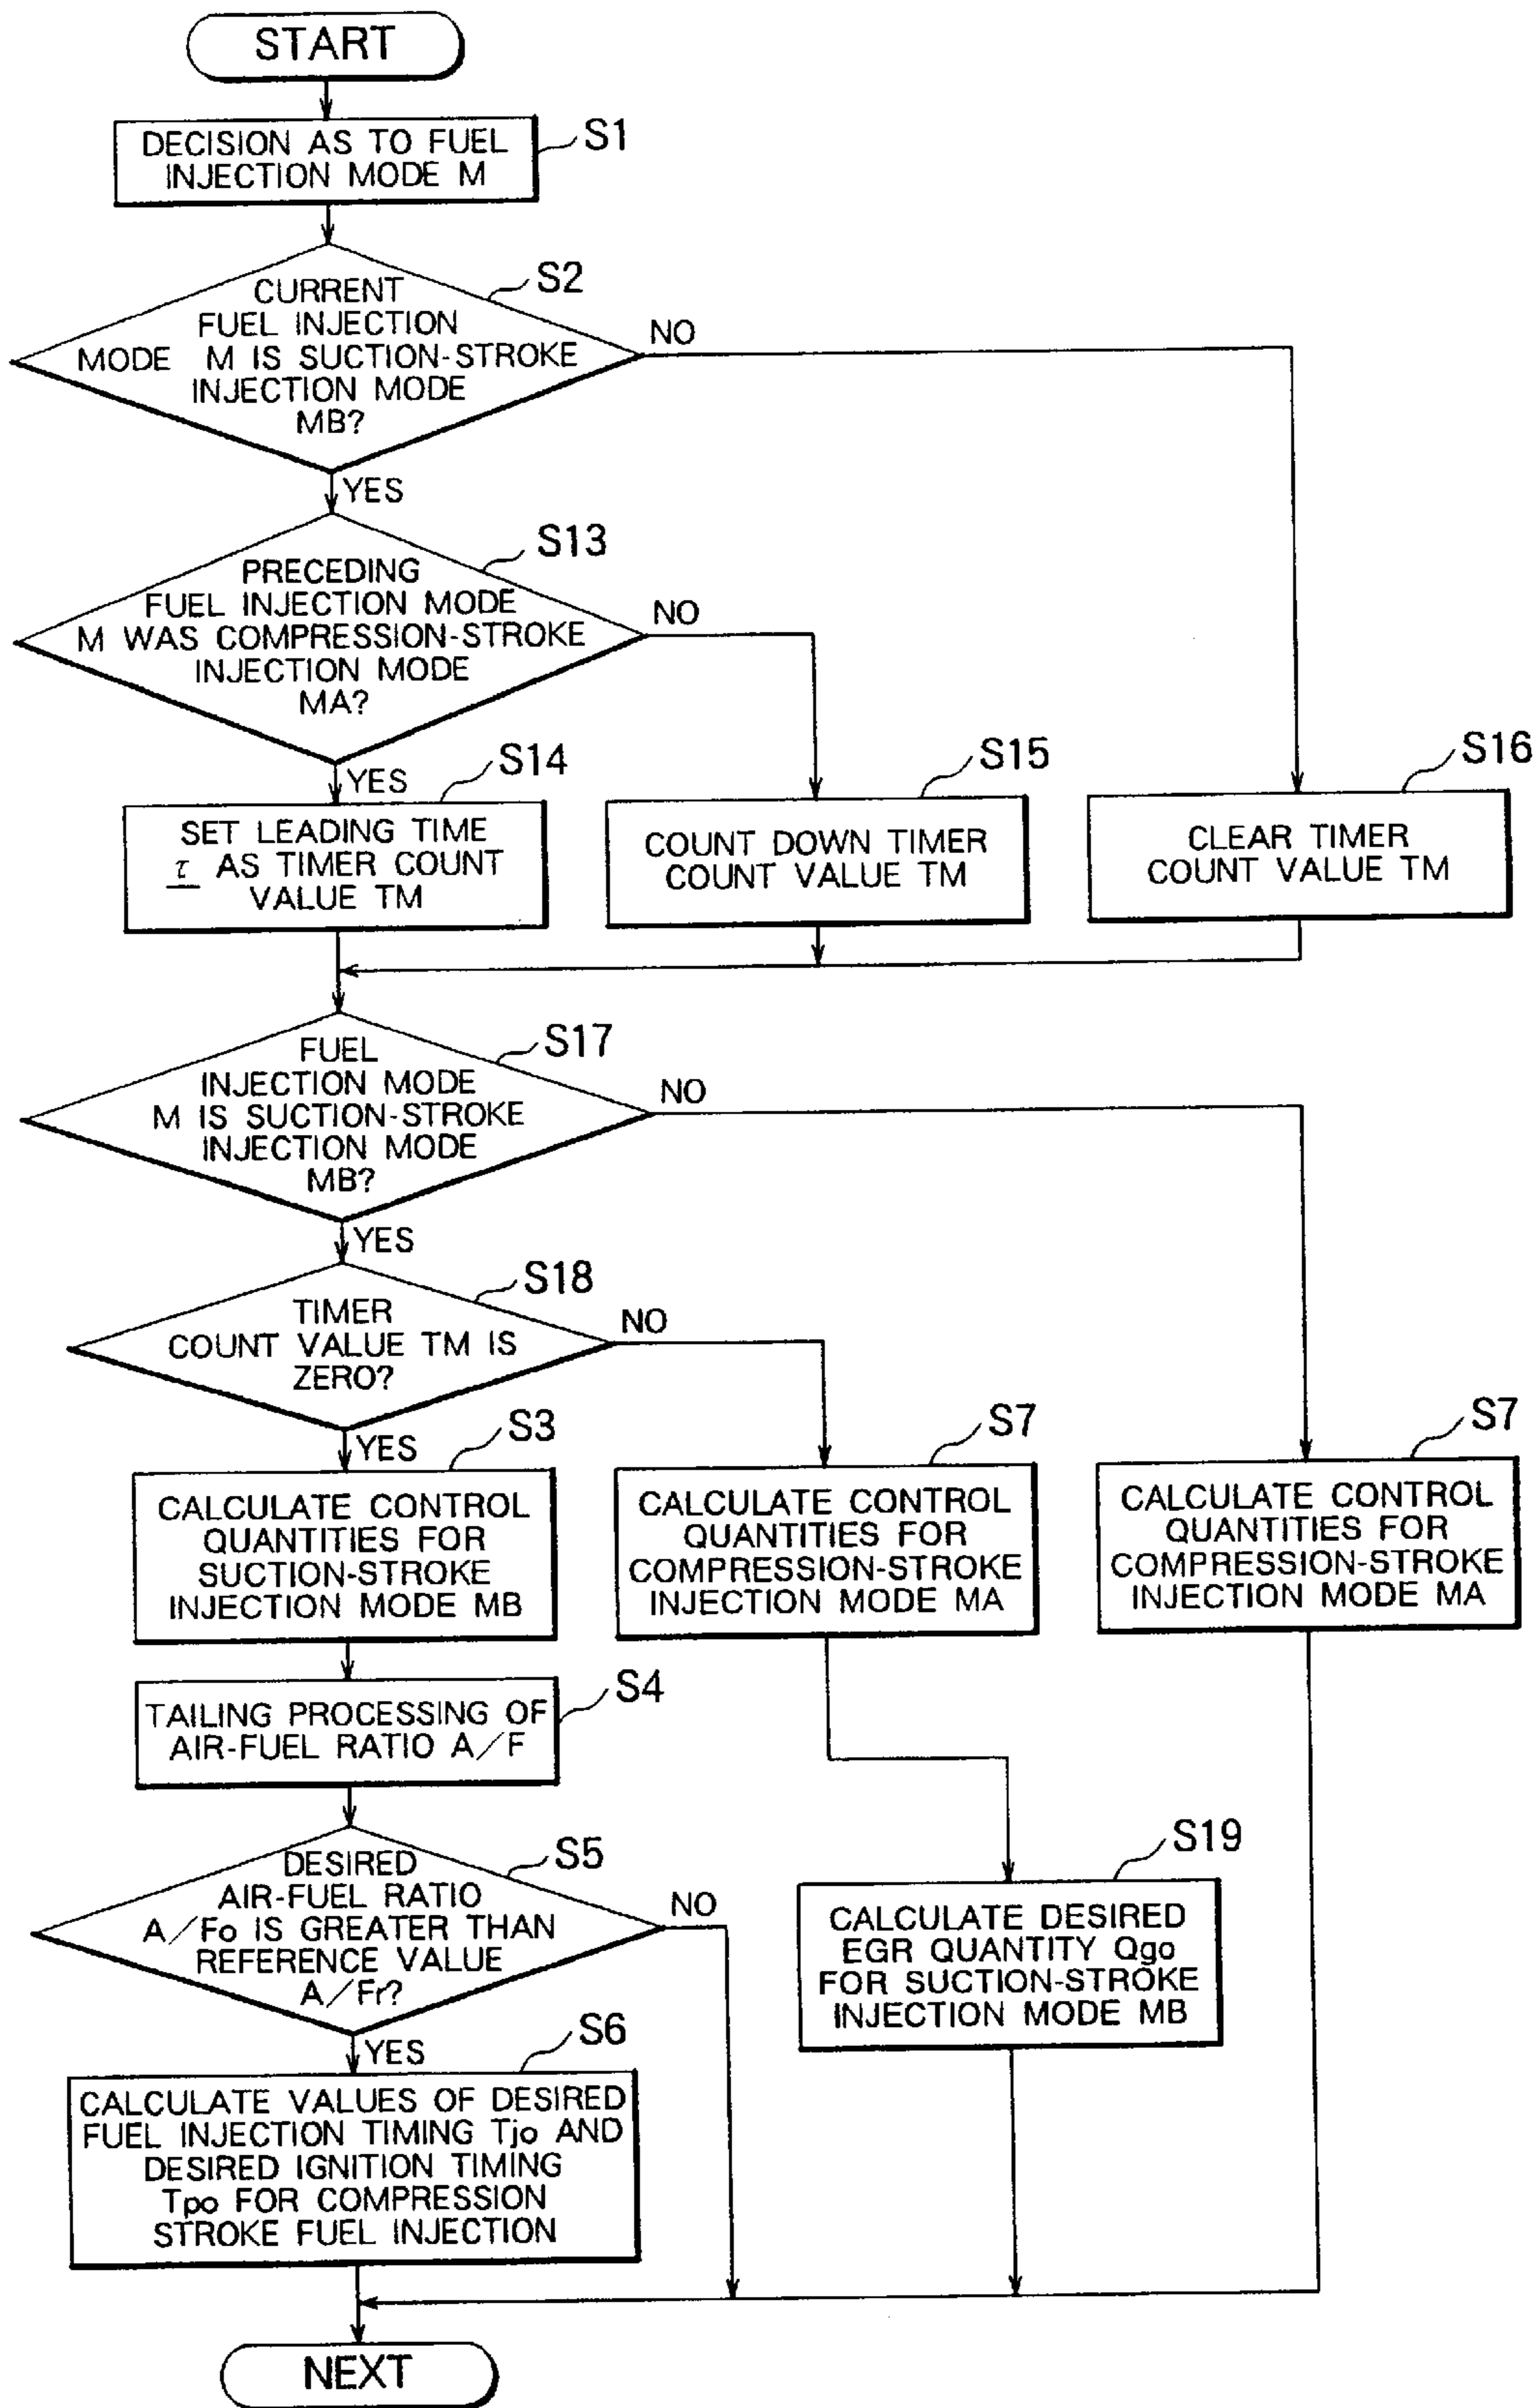 START
DECISION AS TO FUEL
INJECTION MODE M
S1
CURRENT
FUEL INJECTION
MODE M IS SUCTION-STROKE
INJECTION MODE
MB?
S2
NO
YES
PRECEDING
FUEL INJECTION MODE
M WAS COMPRESSION-STROKE
INJECTION MODE
MA?
S13
NO
YES
SET LEADING TIME
τ AS TIMER COUNT
VALUE TM
S14
COUNT DOWN TIMER
COUNT VALUE TM
S15
CLEAR TIMER
COUNT VALUE TM
S16
FUEL
INJECTION MODE
M IS SUCTION-STROKE
INJECTION MODE
MB?
S17
NO
YES
TIMER
COUNT VALUE TM IS
ZERO?
S18
NO
YES
CALCULATE CONTROL
QUANTITIES FOR
SUCTION-STROKE
INJECTION MODE MB
S3
CALCULATE CONTROL
QUANTITIES FOR
COMPRESSION-STROKE
INJECTION MODE MA
S7
CALCULATE CONTROL
QUANTITIES FOR
COMPRESSION-STROKE
INJECTION MODE MA
S7
TAILING PROCESSING OF
AIR-FUEL RATIO A/F
S4
DESIRED
AIR-FUEL RATIO
A/Fo IS GREATER THAN
REFERENCE VALUE
A/Fr?
S5
NO
YES
CALCULATE DESIRED
EGR QUANTITY Qgo
FOR SUCTION-STROKE
INJECTION MODE MB
S19
CALCULATE VALUES OF DESIRED
FUEL INJECTION TIMING Tjo AND
DESIRED IGNITION TIMING
Tpo FOR COMPRESSION
STROKE FUEL INJECTION
S6
NEXT